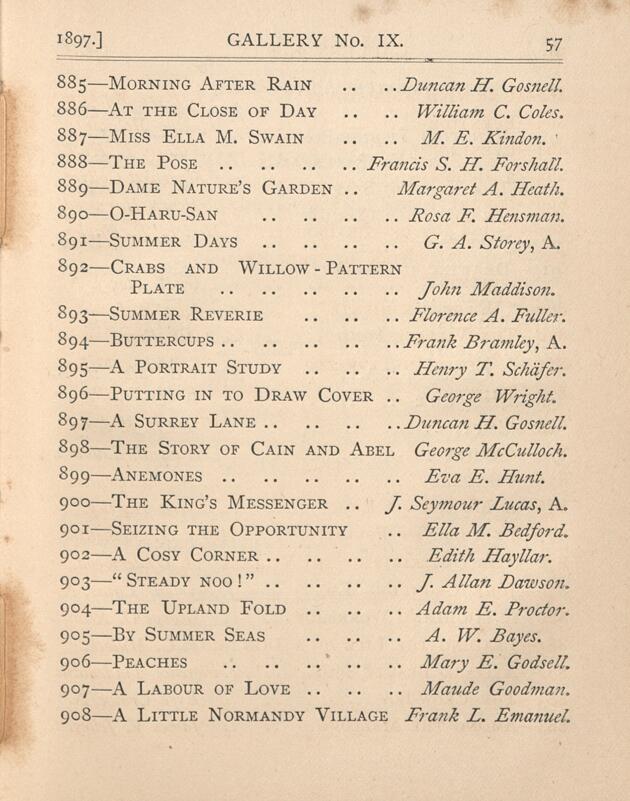 1897.] GALLERY No. IX. 57
885—Morning After Rain .. .. Duncan H. Gosnell.
886—At the Close of Day .. .. William C. Coles.
887—Miss Ella M. Swain .. .. M. E. Kindon.
888—The Pose .. .. .. .. Francis S. H. Forshall.
889—Dame Nature's Garden .. Margaret A. Heath.
890—O-Haru-San .. .. .. .. Rosa F. Hensman.
891—Summer Days .. .. .. .. G. A. Storey, A.
892—Crabs and Willow-Pattern
Plate .. .. .. .. .. John Maddison.
893—Summer Reverie .. .. .. Florence A. Fuller.
894—Buttercups .. .. .. .. .. Frank Bramley, A.
895—A Portrait Study .. .. .. Henry T. Schäfer.
896—Putting in to Draw Cover .. George Wright.
897—A Surrey Lane .. .. .. .. Duncan H. Gosnell.
898—The Story of Cain and Abel George McCulloch.
899—Anemones .. .. .. .. .. Eva E. Hunt.
900—The King's Messenger .. J. Seymour Lucas, A.
901—Seizing the Opportunity .. Ella M. Bedford.
902—A Cosy Corner .. .. .. .. Edith Hayllar.
903—"Steady noo!" .. .. .. .. J. Allan Dawson.
904—The Upland Fold .. .. .. Adam E. Proctor.
905—By Summer Seas .. .. .. A. W. Bayes.
906—Peaches .. .. .. .. .. Mary E. Godsell.
907—A Labour of Love .. .. .. Maude Goodman.
908—A Little Normandy Village Frank L. Emanuel.